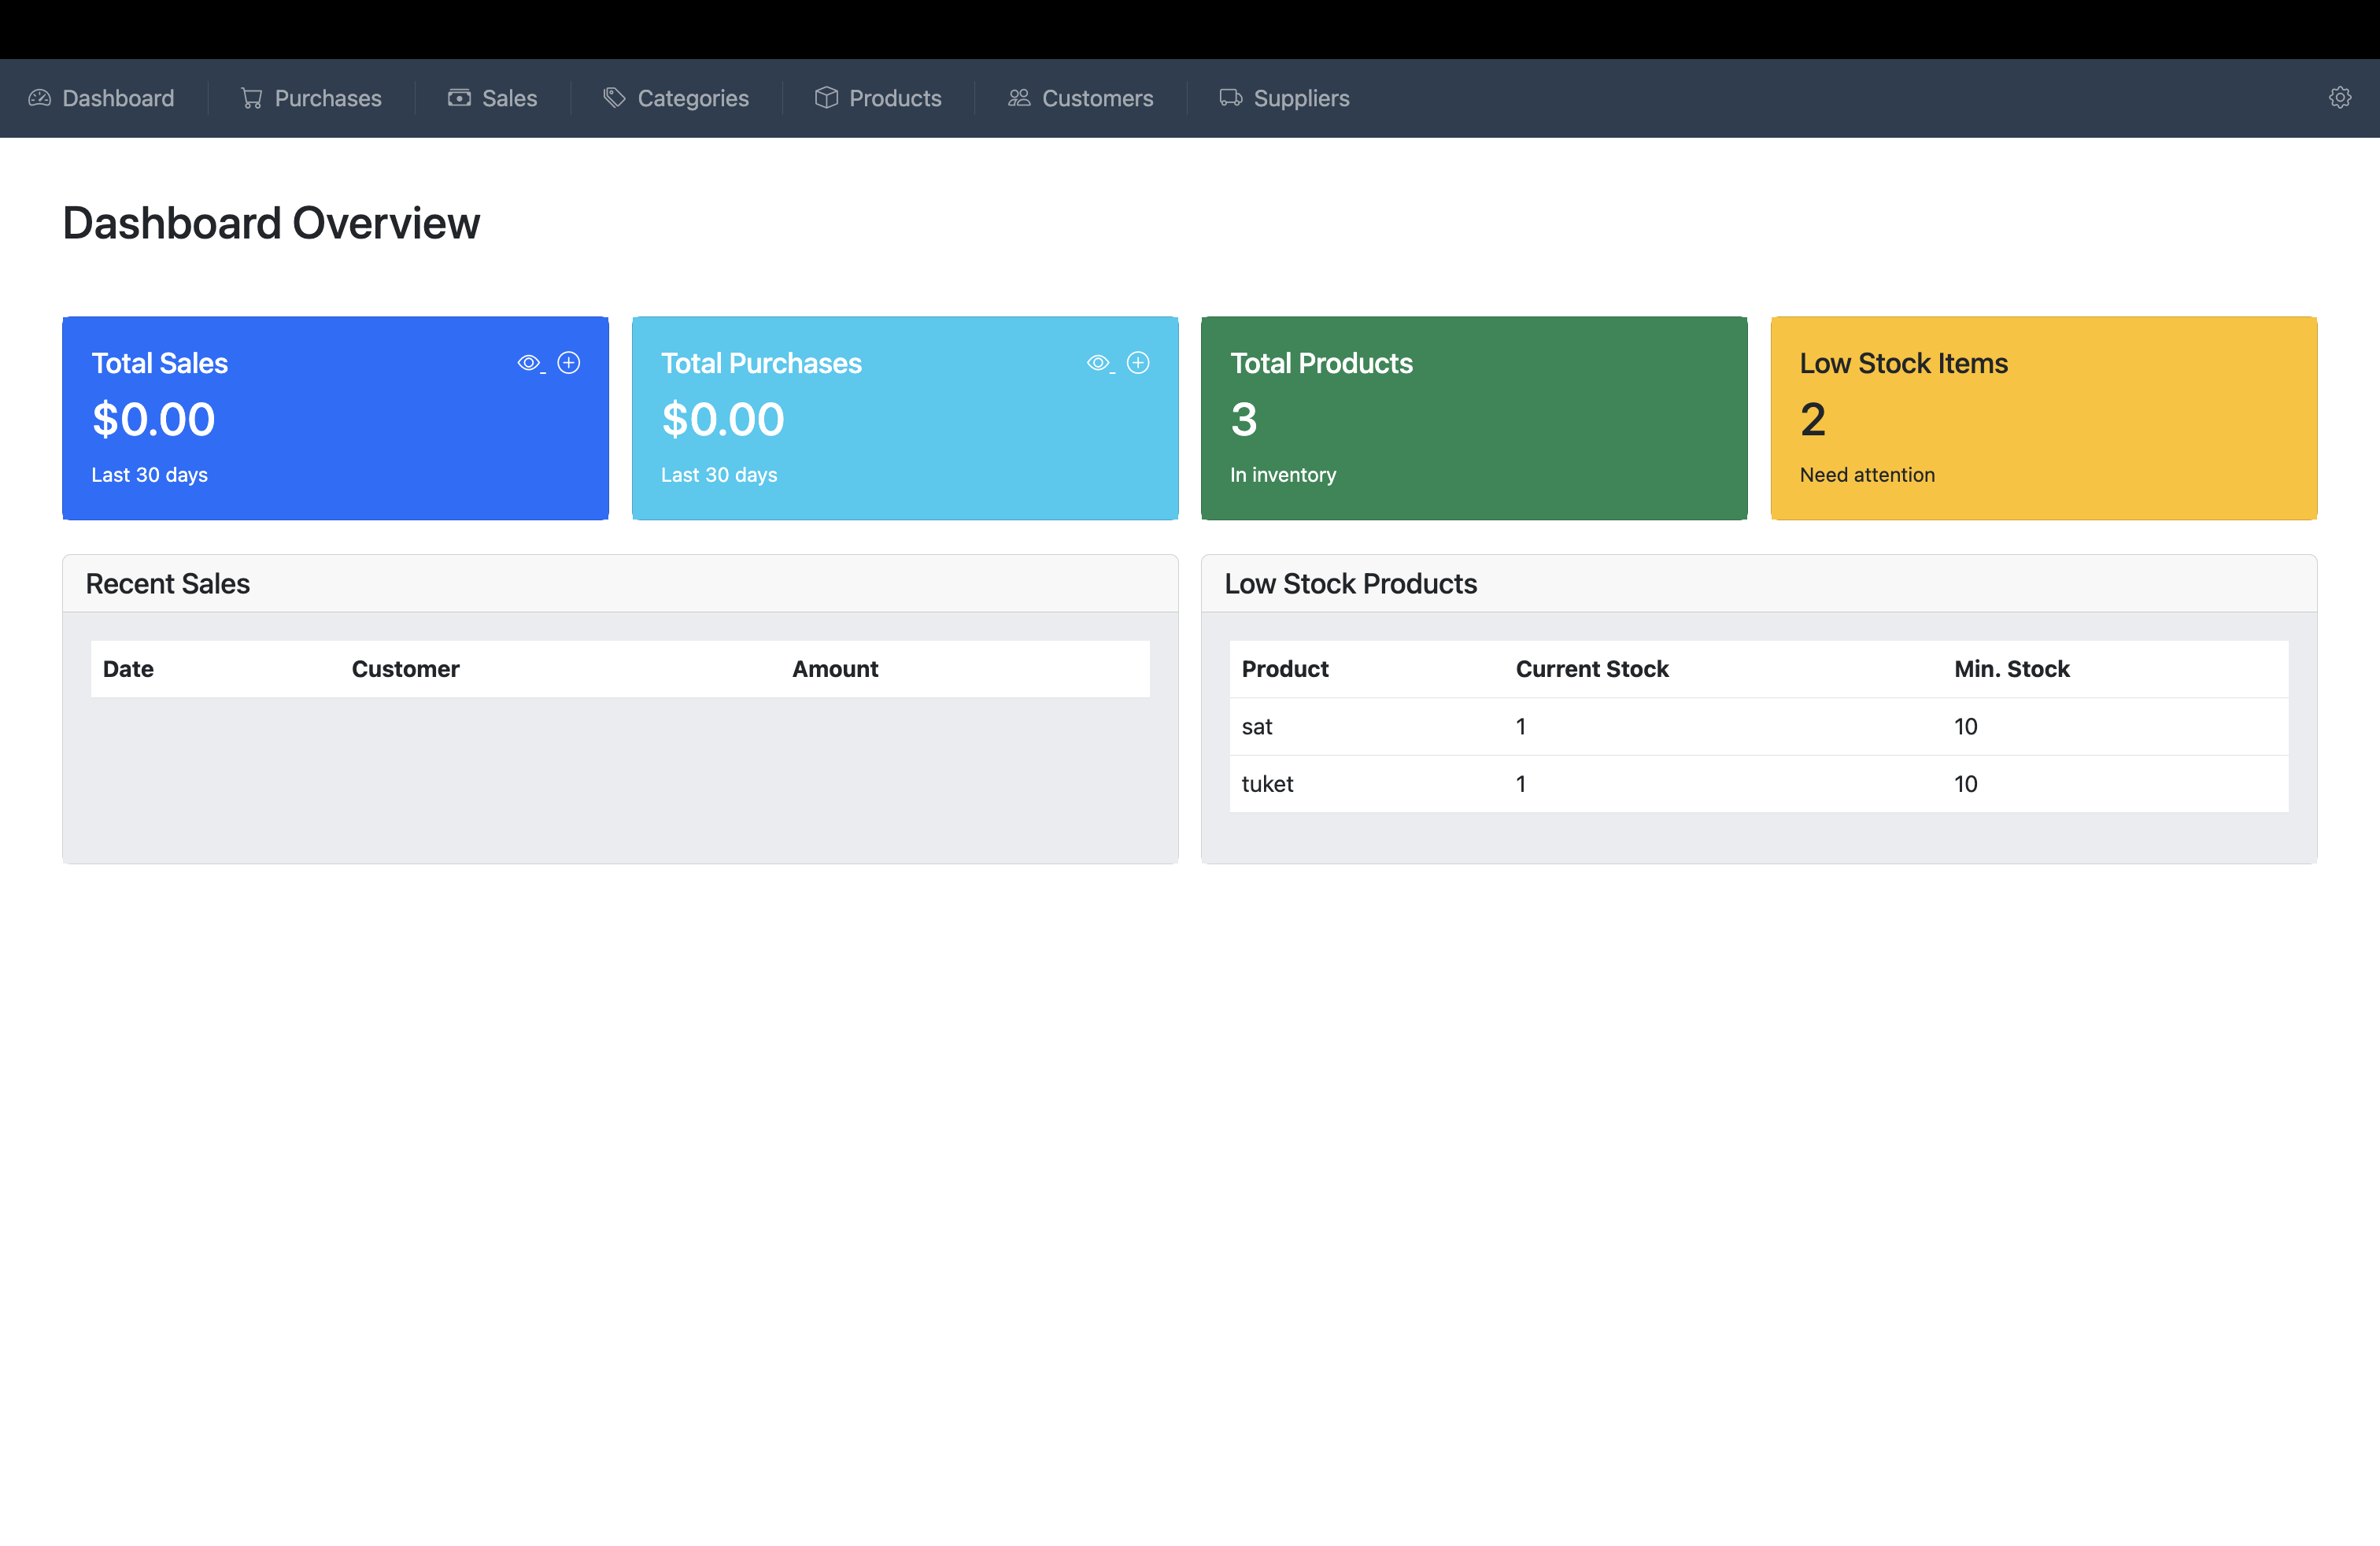 Dashboard Purchases Sales Categories Products Customers Suppliers
Dashboard Overview
Total Sales
$0.00
Last 30 days
Total Purchases
$0.00
Last 30 days
Total Products
3
In inventory
Low Stock Items
2
Need attention
Recent Sales
Date Customer Amount
Low Stock Products
Product Current Stock Min. Stock
sat 1 10
tuket 1 10